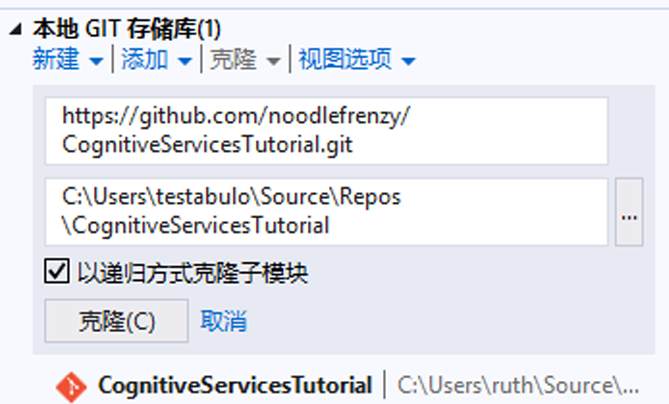 本地 GIT 存储库(1)
新建 | 添加 | 克隆 | 视图选项
https://github.com/noodlefrenzy/
CognitiveServicesTutorial.git
C:\Users\testabulo\Source\Repos
\CognitiveServicesTutorial
...
以递归方式克隆子模块
克隆(C) 取消
CognitiveServicesTutorial | C:\Users\ruth\Source\...